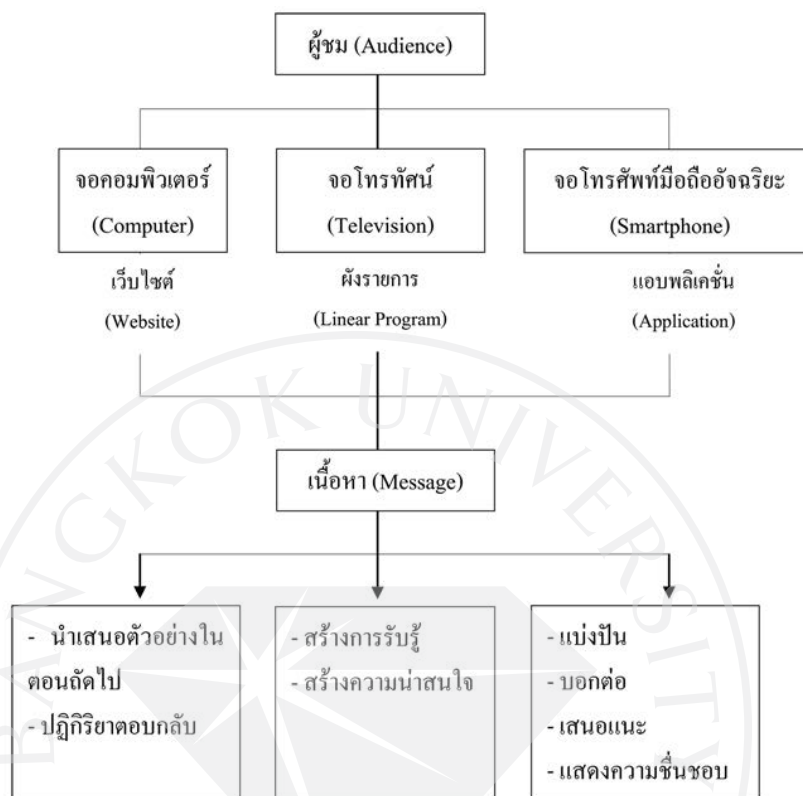 ผู้ชม (Audience)
จอคอมพิวเตอร์
(Computer)
เว็บไซต์
(Website)
จอโทรทัศน์
(Television)
ผังรายการ
(Linear Program)
จอโทรศัพท์มือถืออัจฉริยะ
(Smartphone)
แอบพลิเคชั่น
(Application)
เนื้อหา (Message)
- นำเสนอตัวอย่างใน
ตอนถัดไป
- ปฏิกิริยาตอบกลับ
- สร้างการรับรู้
- สร้างความน่าสนใจ
- แบ่งปัน
- บอกต่อ
- เสนอแนะ
- แสดงความชื่นชอบ
BANGKOK UNIVERSITY